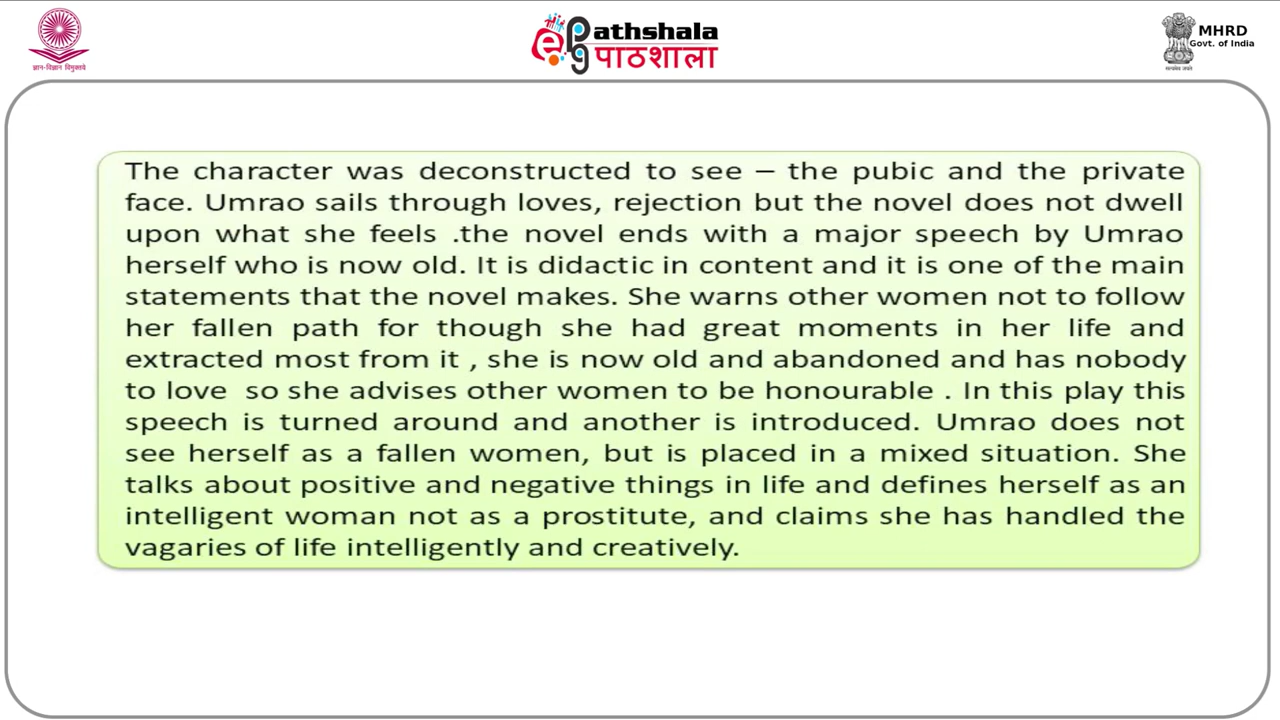 ज्ञान-विज्ञान विमुक्तये
epg Pathshala
पाठशाला
MHRD
Govt. of India
सत्यमेव जयते
The character was deconstructed to see – the pubic and the private
face. Umrao sails through loves, rejection but the novel does not dwell
upon what she feels .the novel ends with a major speech by Umrao
herself who is now old. It is didactic in content and it is one of the main
statements that the novel makes. She warns other women not to follow
her fallen path for though she had great moments in her life and
extracted most from it , she is now old and abandoned and has nobody
to love so she advises other women to be honourable . In this play this
speech is turned around and another is introduced. Umrao does not
see herself as a fallen women, but is placed in a mixed situation. She
talks about positive and negative things in life and defines herself as an
intelligent woman not as a prostitute, and claims she has handled the
vagaries of life intelligently and creatively.